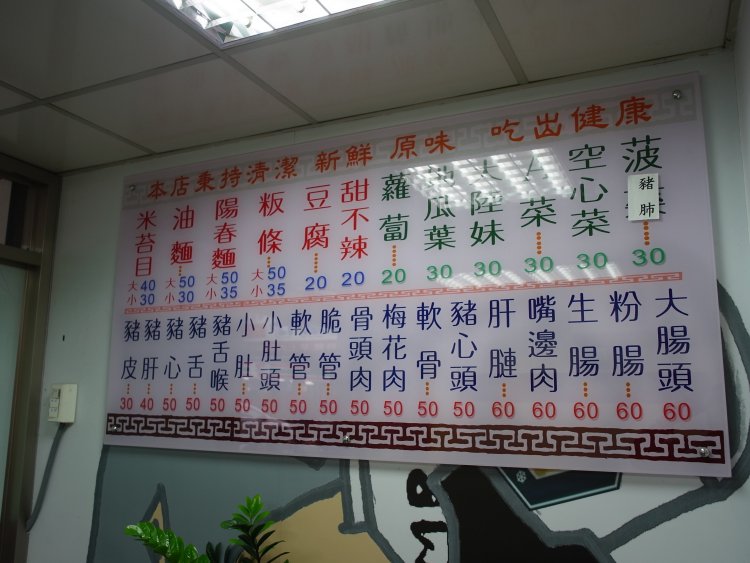 本店秉持清潔 新鮮 原味 吃出健康
米苔目 大40 小30
油麵 大50 小30
陽春麵 大50 小35
粄條 大50 小35
豆腐 20
甜不辣 20
蘿蔔 20
地瓜葉 30
大陸妹 30
A菜 30
空心菜 30
菠 30
豬肺
豬皮 30
豬肝 40
豬心 50
豬舌 50
豬舌喉 50
小肚 50
小肚頭 50
軟管 50
脆管 50
骨頭肉 50
梅花肉 50
軟骨 50
豬心頭 50
肝腱 60
嘴邊肉 60
生腸 60
粉腸 60
大腸頭 60